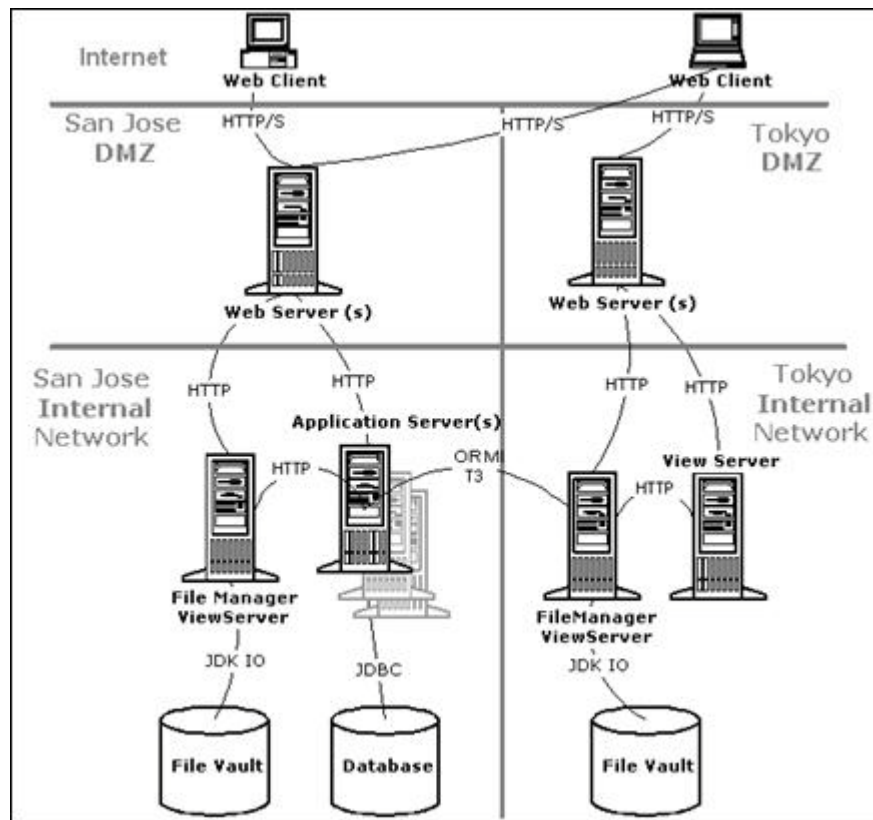 Internet
Web Client
Web Client
San Jose
DMZ
HTTP/S
HTTP/S
HTTP/S
Tokyo
DMZ
Web Server (s)
Web Server (s)
San Jose
Internal
Network
HTTP
HTTP
HTTP
HTTP
Tokyo
Internal
Network
Application Server(s)
ORMI
T3
View Server
HTTP
HTTP
File Manager
ViewServer
FileManager
ViewServer
JDK IO
JDBC
JDK IO
File Vault
Database
File Vault